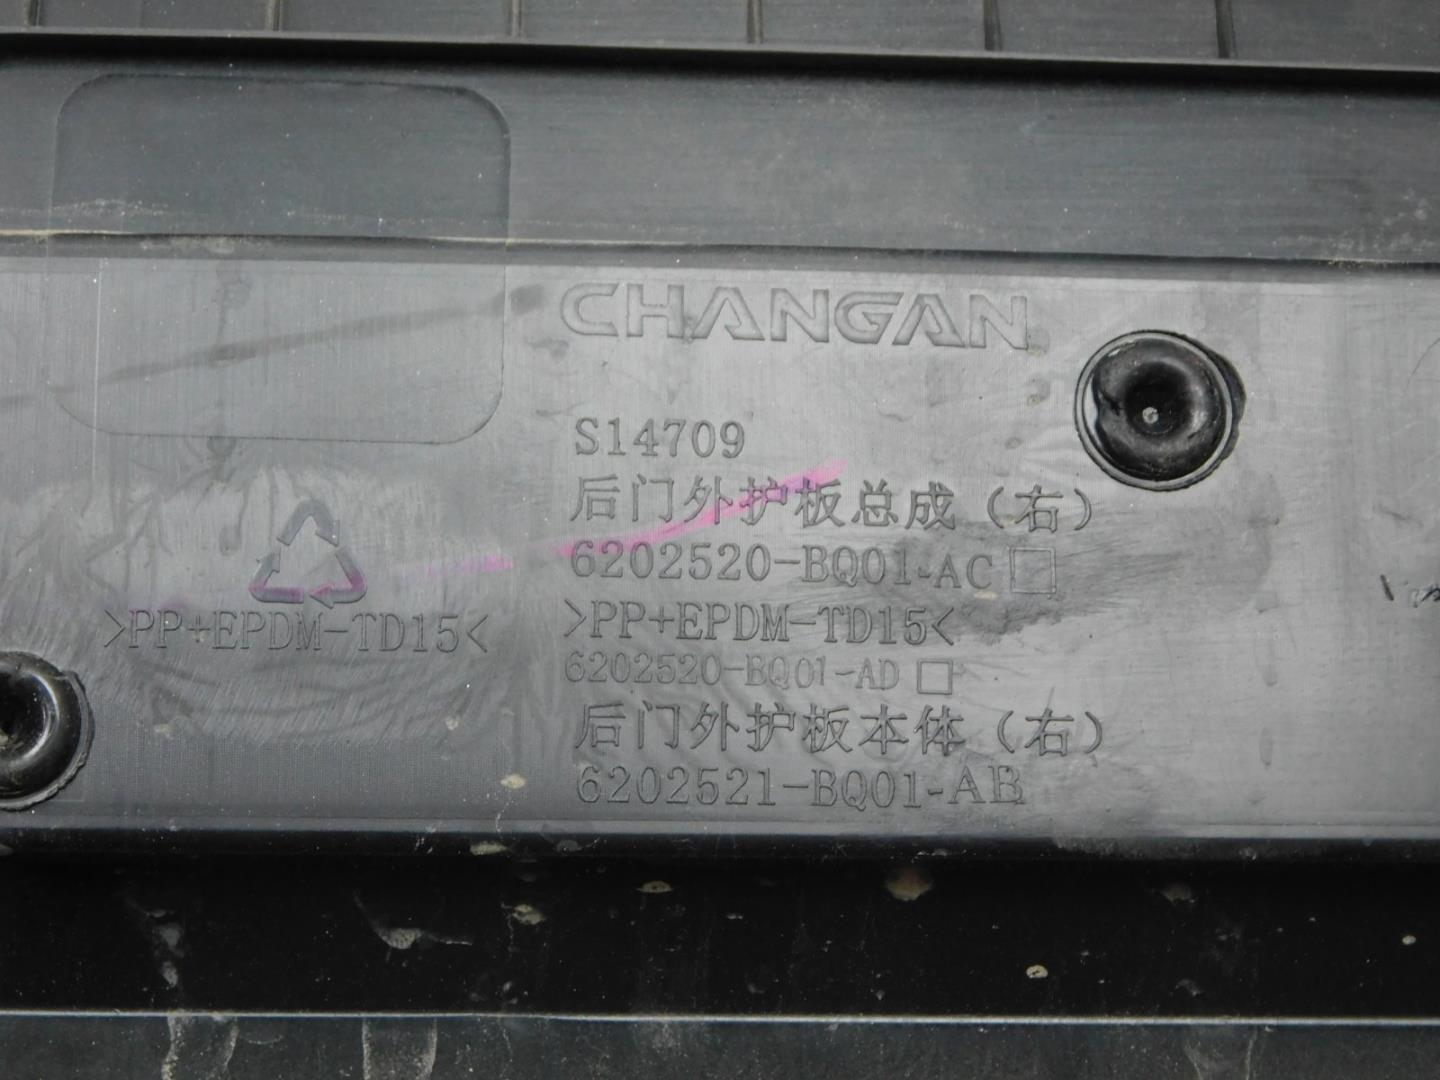 CHANGAN
S14709
后门外护板总成（右）
6202520-BQ01-AC□
>PP+EPDM-TD15<
>PP+EPDM-TD15<
6202520-BQ01-AD□
后门外护板本体（右）
6202521-BQ01-AB